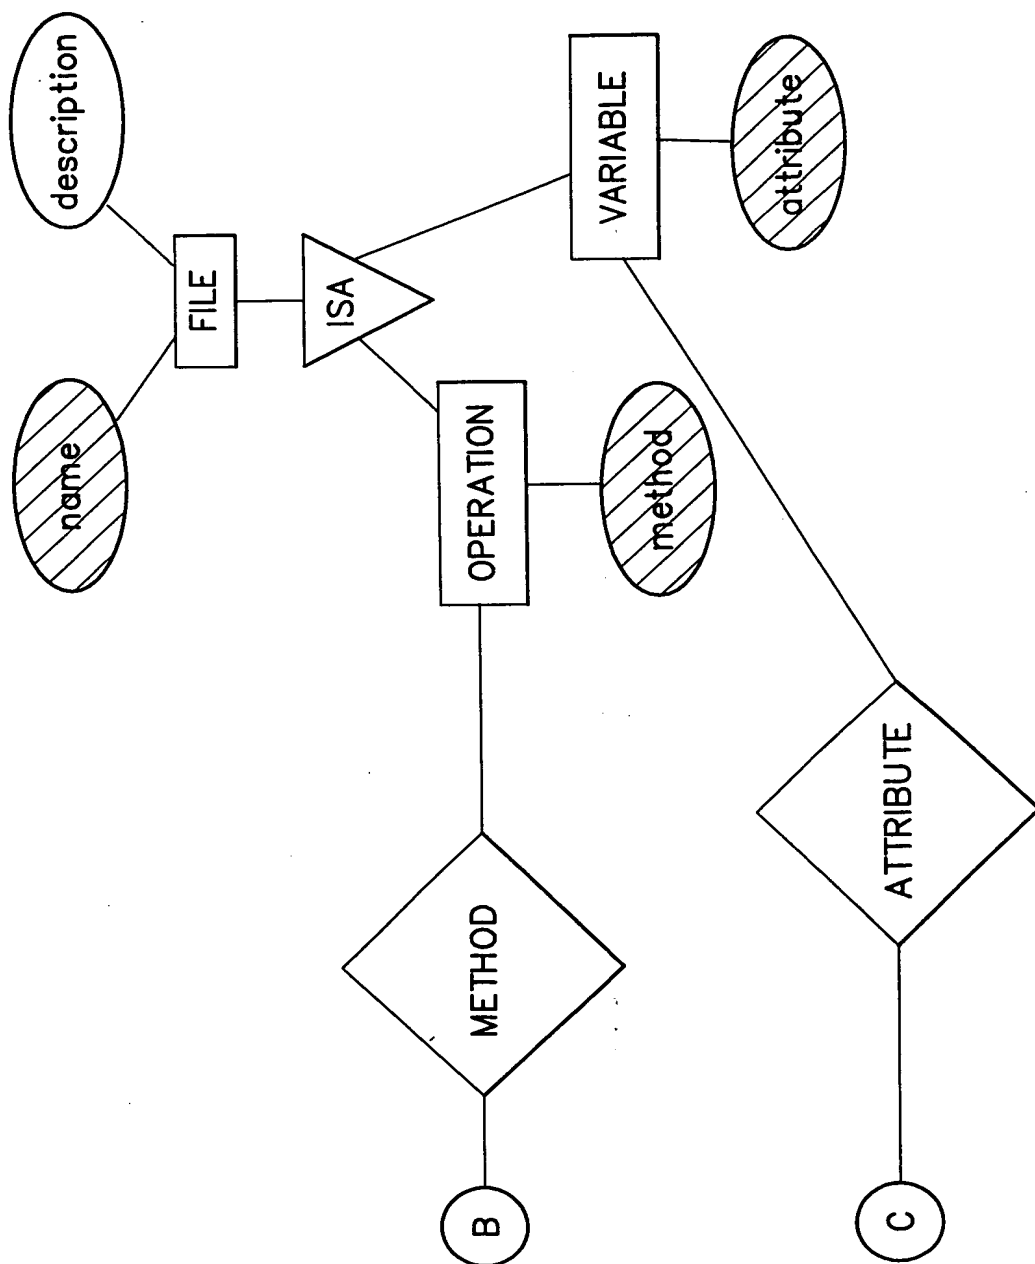 description
name
FILE
ISA
VARIABLE
attribute
OPERATION
method
METHOD
B
ATTRIBUTE
C